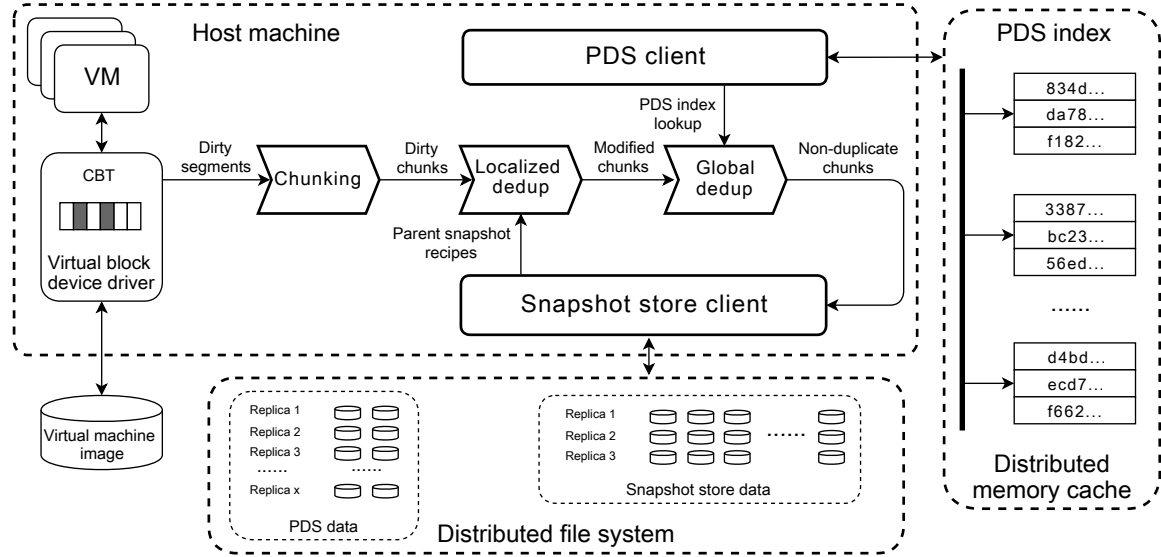 Host machine
VM
CBT
Virtual block
device driver
Virtual machine
image
Dirty
segments
Chunking
Dirty
chunks
Localized
dedup
Modified
chunks
Global
dedup
Non-duplicate
chunks
PDS client
PDS index
lookup
Parent snapshot
recipes
Snapshot store client
PDS index
834d...
da78...
f182...
3387...
bc23...
56ed...
......
d4bd...
ecd7...
f662...
Distributed
memory cache
Replica 1
Replica 2
Replica 3
...... ......
Replica x
PDS data
Replica 1
Replica 2 ......
Replica 3
Snapshot store data
Distributed file system